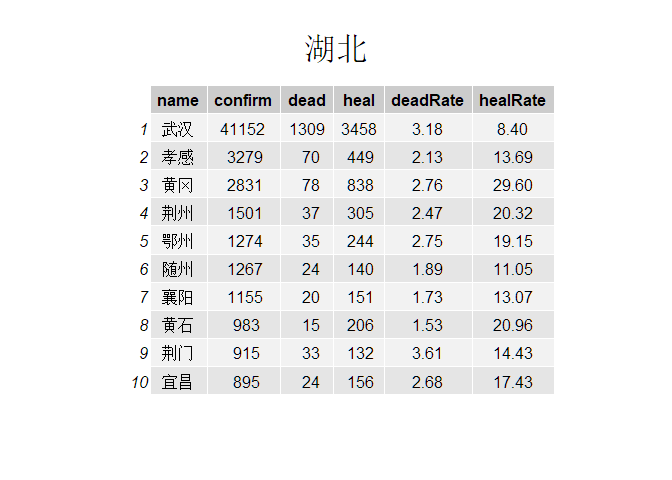 湖北
name confirm dead heal deadRate healRate
1 武汉 41152 1309 3458 3.18 8.40
2 孝感 3279 70 449 2.13 13.69
3 黄冈 2831 78 838 2.76 29.60
4 荆州 1501 37 305 2.47 20.32
5 鄂州 1274 35 244 2.75 19.15
6 随州 1267 24 140 1.89 11.05
7 襄阳 1155 20 151 1.73 13.07
8 黄石 983 15 206 1.53 20.96
9 荆门 915 33 132 3.61 14.43
10 宜昌 895 24 156 2.68 17.43